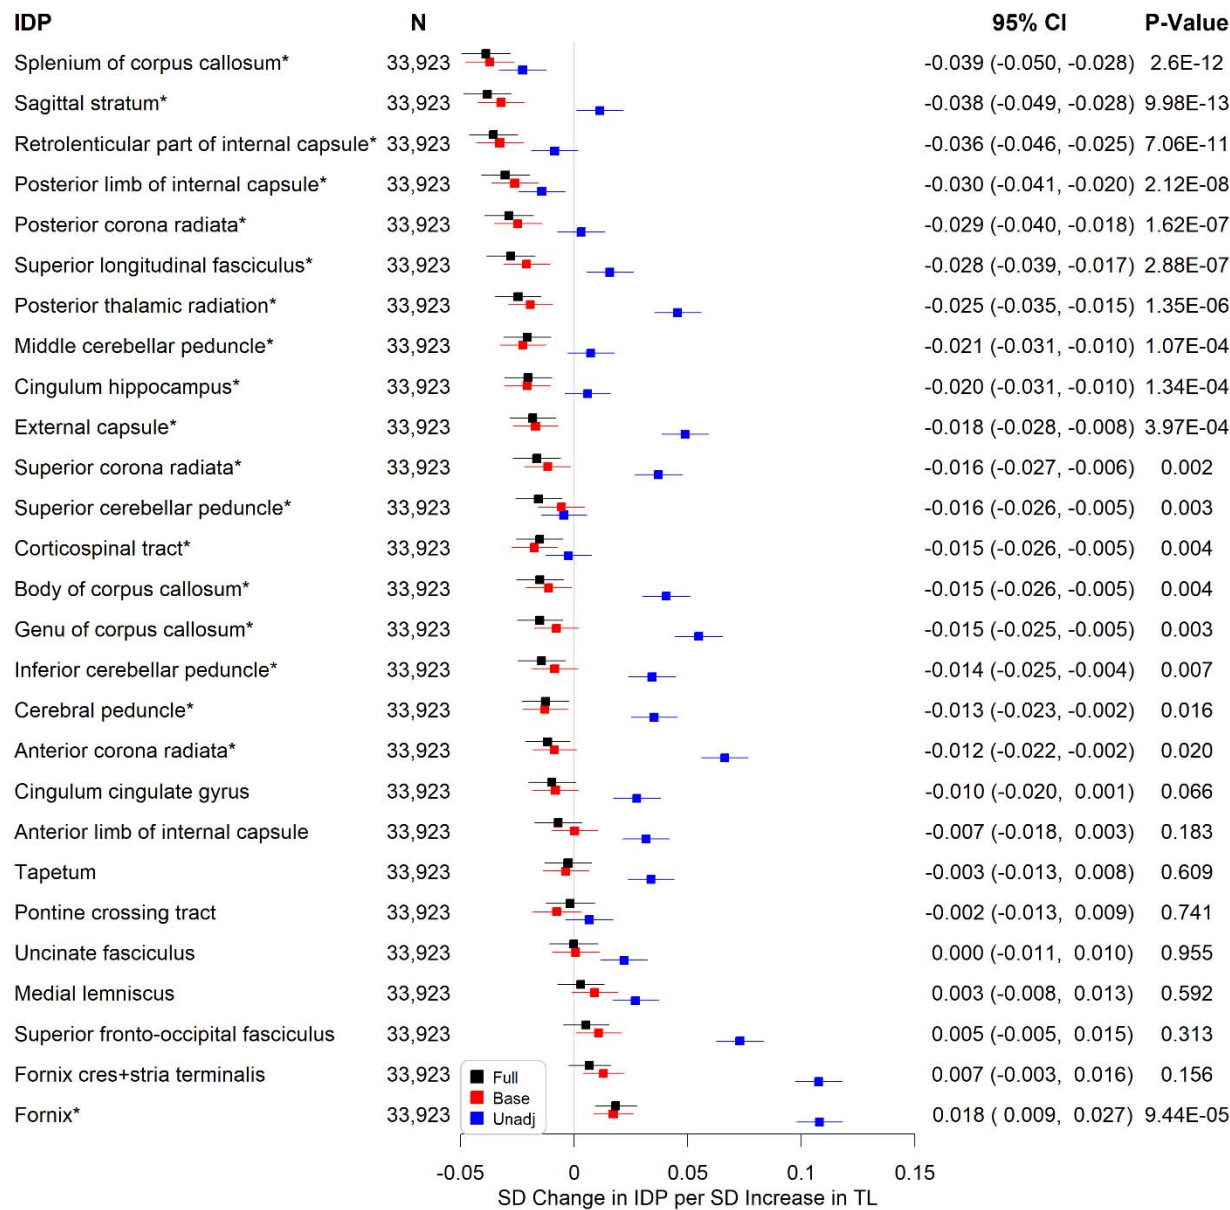 IDP N 95% CI P-Value
Splenium of corpus callosum* 33,923 -0.039 (-0.050, -0.028) 2.6E-12
Sagittal stratum* 33,923 -0.038 (-0.049, -0.028) 9.98E-13
Retrolenticular part of internal capsule* 33,923 -0.036 (-0.046, -0.025) 7.06E-11
Posterior limb of internal capsule* 33,923 -0.030 (-0.041, -0.020) 2.12E-08
Posterior corona radiata* 33,923 -0.029 (-0.040, -0.018) 1.62E-07
Superior longitudinal fasciculus* 33,923 -0.028 (-0.039, -0.017) 2.88E-07
Posterior thalamic radiation* 33,923 -0.025 (-0.035, -0.015) 1.35E-06
Middle cerebellar peduncle* 33,923 -0.021 (-0.031, -0.010) 1.07E-04
Cingulum hippocampus* 33,923 -0.020 (-0.031, -0.010) 1.34E-04
External capsule* 33,923 -0.018 (-0.028, -0.008) 3.97E-04
Superior corona radiata* 33,923 -0.016 (-0.027, -0.006) 0.002
Superior cerebellar peduncle* 33,923 -0.016 (-0.026, -0.005) 0.003
Corticospinal tract* 33,923 -0.015 (-0.026, -0.005) 0.004
Body of corpus callosum* 33,923 -0.015 (-0.026, -0.005) 0.004
Genu of corpus callosum* 33,923 -0.015 (-0.025, -0.005) 0.003
Inferior cerebellar peduncle* 33,923 -0.014 (-0.025, -0.004) 0.007
Cerebral peduncle* 33,923 -0.013 (-0.023, -0.002) 0.016
Anterior corona radiata* 33,923 -0.012 (-0.022, -0.002) 0.020
Cingulum cingulate gyrus 33,923 -0.010 (-0.020, 0.001) 0.066
Anterior limb of internal capsule 33,923 -0.007 (-0.018, 0.003) 0.183
Tapetum 33,923 -0.003 (-0.013, 0.008) 0.609
Pontine crossing tract 33,923 -0.002 (-0.013, 0.009) 0.741
Uncinate fasciculus 33,923 0.000 (-0.011, 0.010) 0.955
Medial lemniscus 33,923 0.003 (-0.008, 0.013) 0.592
Superior fronto-occipital fasciculus 33,923 0.005 (-0.005, 0.015) 0.313
Fornix cres+stria terminalis 33,923 0.007 (-0.003, 0.016) 0.156
Fornix* 33,923 0.018 ( 0.009, 0.027) 9.44E-05
Full
Base
Unadj
-0.05 0 0.05 0.1 0.15
SD Change in IDP per SD Increase in TL